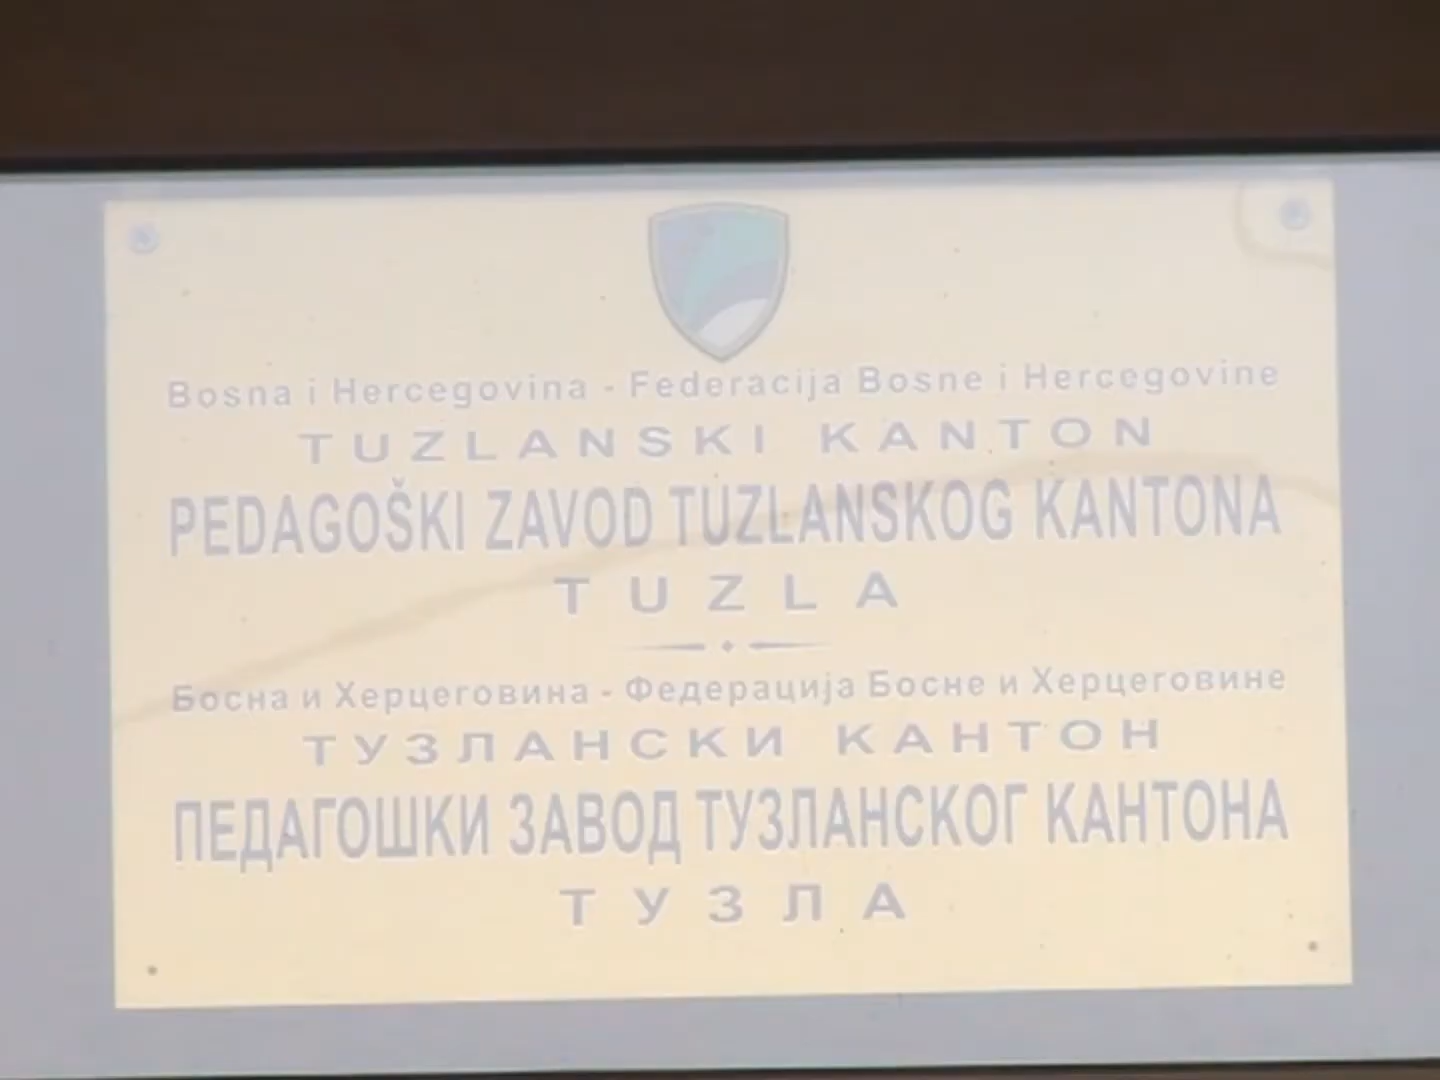 Bosna i Hercegovina - Federacija Bosne i Hercegovine
TUZLANSKI KANTON
PEDAGOŠKI ZAVOD TUZLANSKOG KANTONA
TUZLA
Босна и Херцеговина - Федерација Босне и Херцеговине
ТУЗЛАНСКИ КАНТОН
ПЕДАГОШКИ ЗАВОД ТУЗЛАНСКОГ КАНТОНА
ТУЗЛА